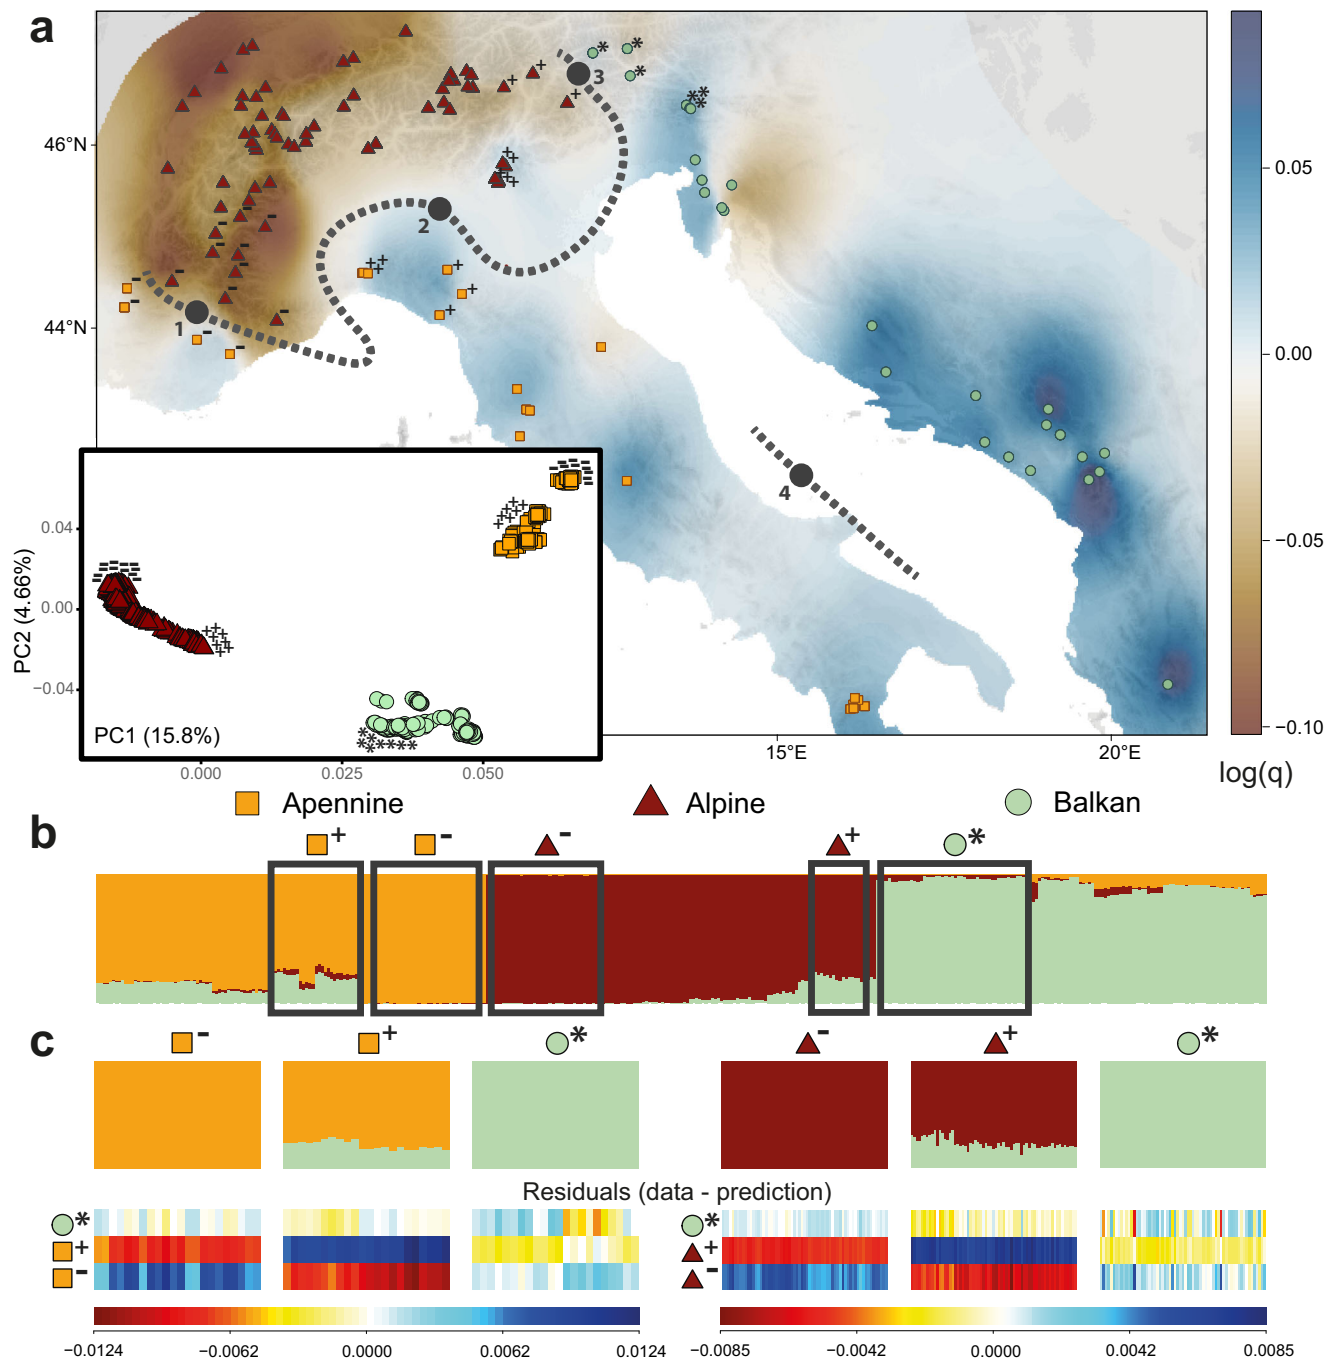 a
46°N
44°N
1
2
3
4
0.05
0.00
−0.05
−0.10
log(q)
15°E
20°E
PC2 (4.66%)
0.04
0.00
−0.04
PC1 (15.8%)
0.000
0.025
0.050
Apennine
Alpine
Balkan
b
+
-
-
+
*
c
-
+
*
-
+
*
Residuals (data - prediction)
*
+
-
*
+
-
−0.0124
−0.0062
0.0000
0.0062
0.0124
−0.0085
−0.0042
0.0000
0.0042
0.0085